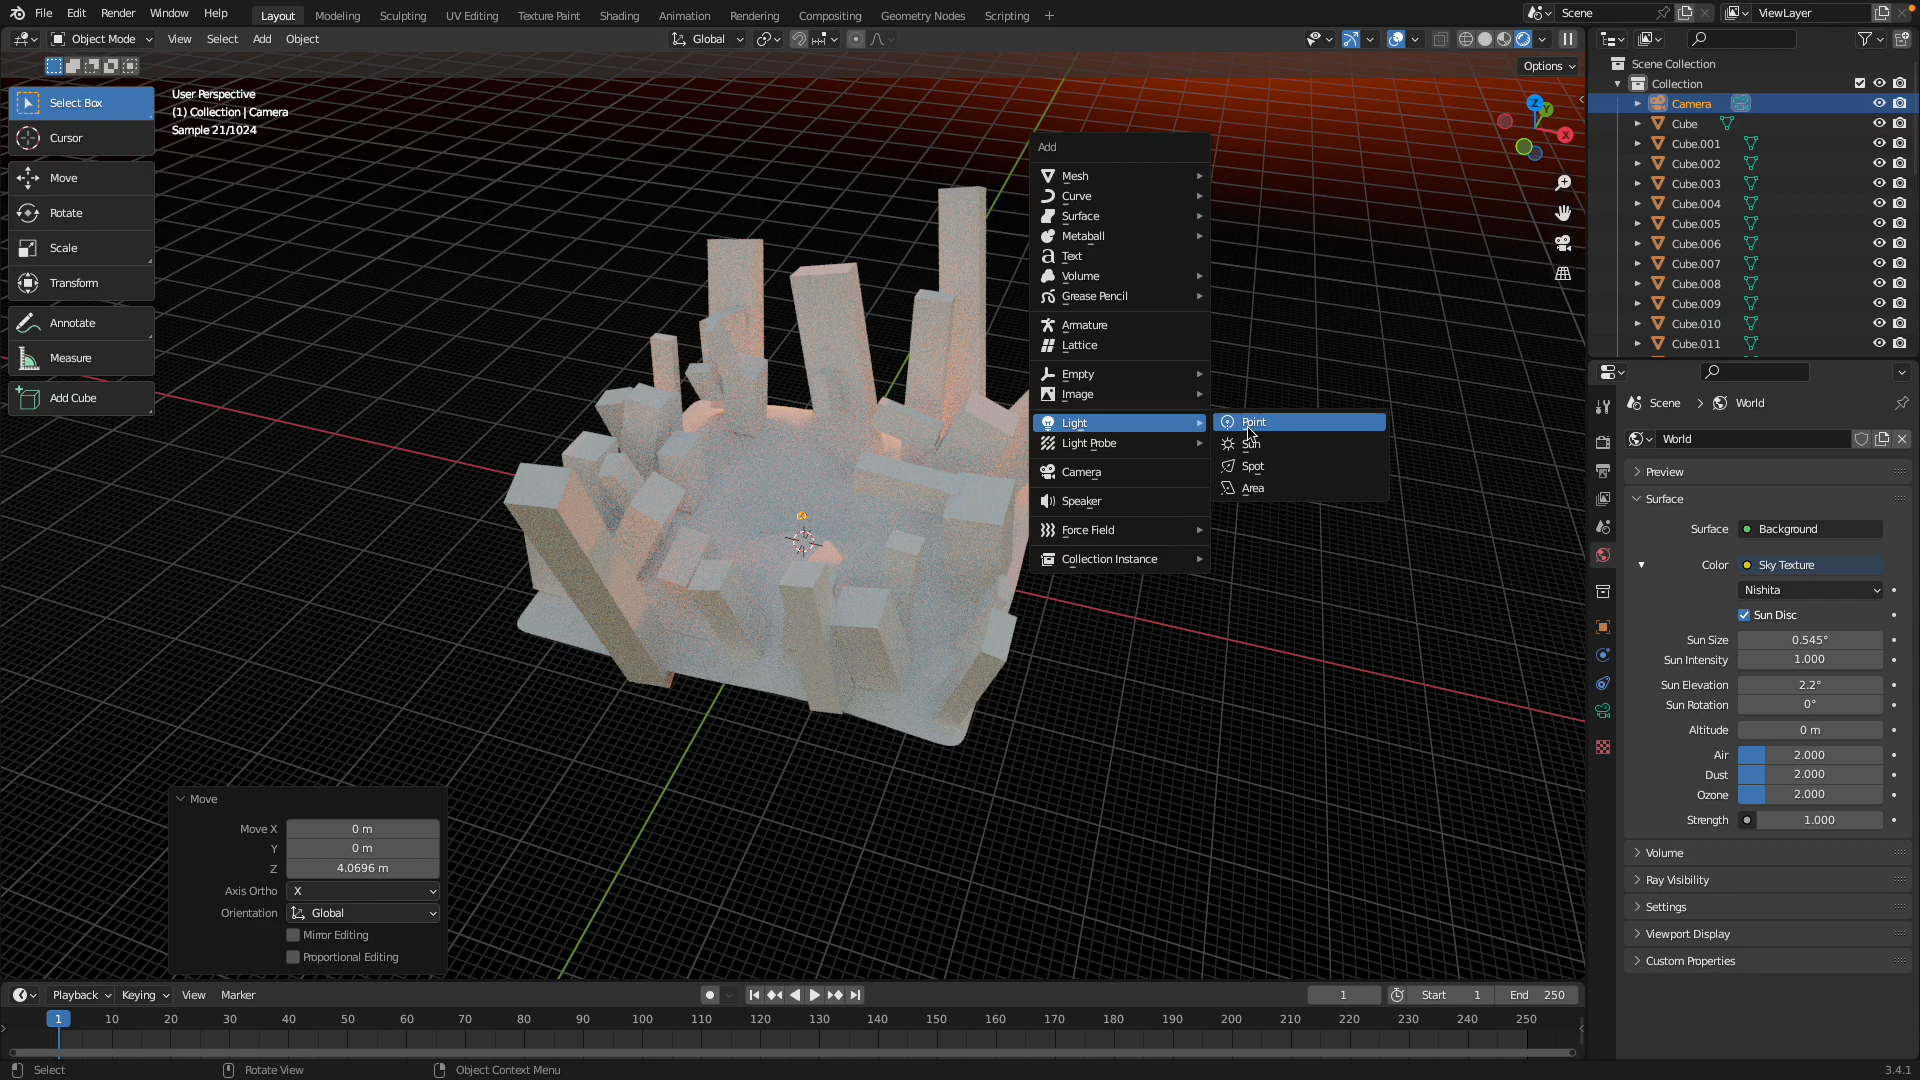 File Edit Render Window Help Layout Modeling Sculpting UV Editing Texture Paint Shading Animation Rendering Compositing Geometry Nodes Scripting + Scene ViewLayer
Object Mode View Select Add Object Global
Options
Select Box
Cursor
Move
Rotate
Scale
Transform
Annotate
Measure
Add Cube
User Perspective
(1) Collection | Camera
Sample 21/1024
Z
Y
X
Add
Mesh
Curve
Surface
Metaball
Text
Volume
Grease Pencil
Armature
Lattice
Empty
Image
Light
Light Probe
Camera
Speaker
Force Field
Collection Instance
Point
Sun
Spot
Area
Move
Move X 0 m
Y 0 m
Z 4.0696 m
Axis Ortho X
Orientation Global
Mirror Editing
Proportional Editing
Scene Collection
Collection
Camera
Cube
Cube.001
Cube.002
Cube.003
Cube.004
Cube.005
Cube.006
Cube.007
Cube.008
Cube.009
Cube.010
Cube.011
Scene World
World
Preview
Surface
Surface Background
Color Sky Texture
Nishita
Sun Disc
Sun Size 0.545°
Sun Intensity 1.000
Sun Elevation 2.2°
Sun Rotation 0°
Altitude 0 m
Air 2.000
Dust 2.000
Ozone 2.000
Strength 1.000
Volume
Ray Visibility
Settings
Viewport Display
Custom Properties
Playback Keying View Marker 1 Start 1 End 250
1 10 20 30 40 50 60 70 80 90 100 110 120 130 140 150 160 170 180 190 200 210 220 230 240 250
Select Rotate View Object Context Menu 3.4.1